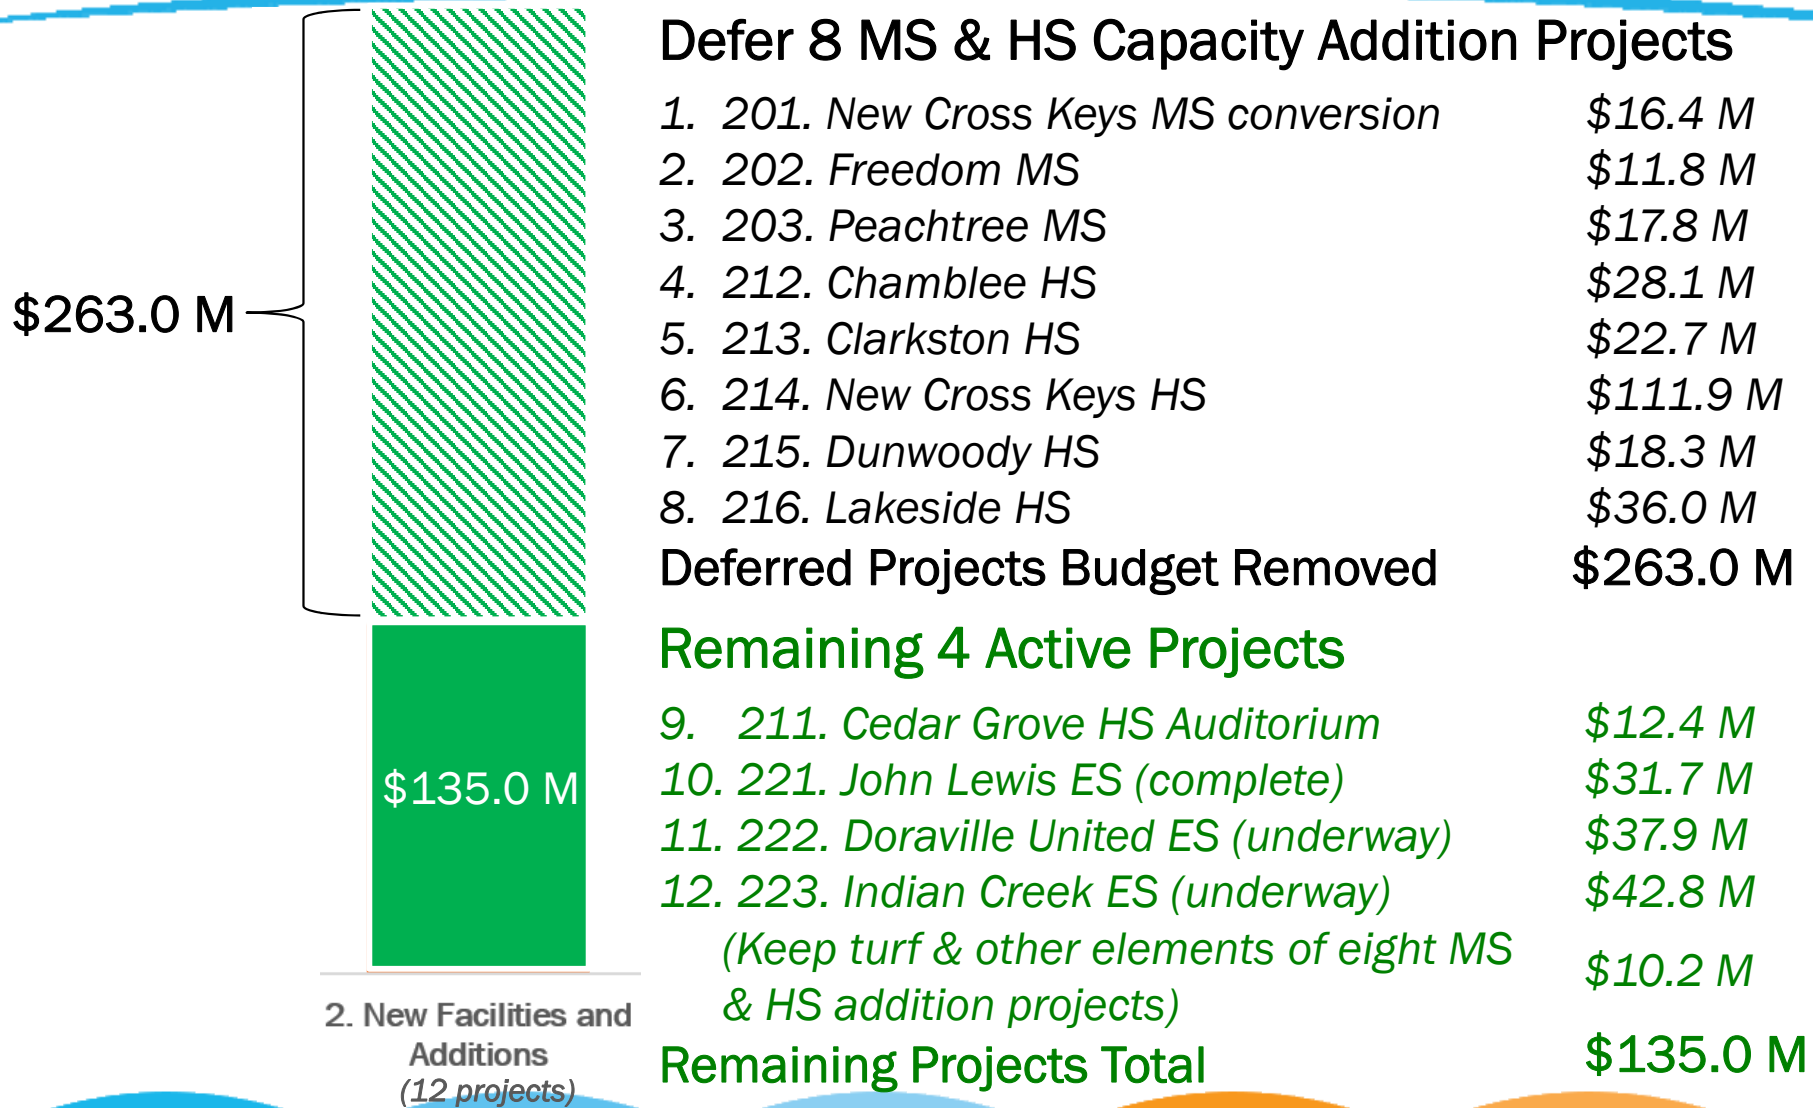 Defer 8 MS & HS Capacity Addition Projects
1. 201. New Cross Keys MS conversion $16.4 M
2. 202. Freedom MS $11.8 M
3. 203. Peachtree MS $17.8 M
4. 212. Chamblee HS $28.1 M
5. 213. Clarkston HS $22.7 M
6. 214. New Cross Keys HS $111.9 M
7. 215. Dunwoody HS $18.3 M
8. 216. Lakeside HS $36.0 M
Deferred Projects Budget Removed $263.0 M
Remaining 4 Active Projects
9. 211. Cedar Grove HS Auditorium $12.4 M
10. 221. John Lewis ES (complete) $31.7 M
11. 222. Doraville United ES (underway) $37.9 M
12. 223. Indian Creek ES (underway) $42.8 M
(Keep turf & other elements of eight MS
& HS addition projects) $10.2 M
Remaining Projects Total $135.0 M
$263.0 M
$135.0 M
2. New Facilities and
Additions
(12 projects)